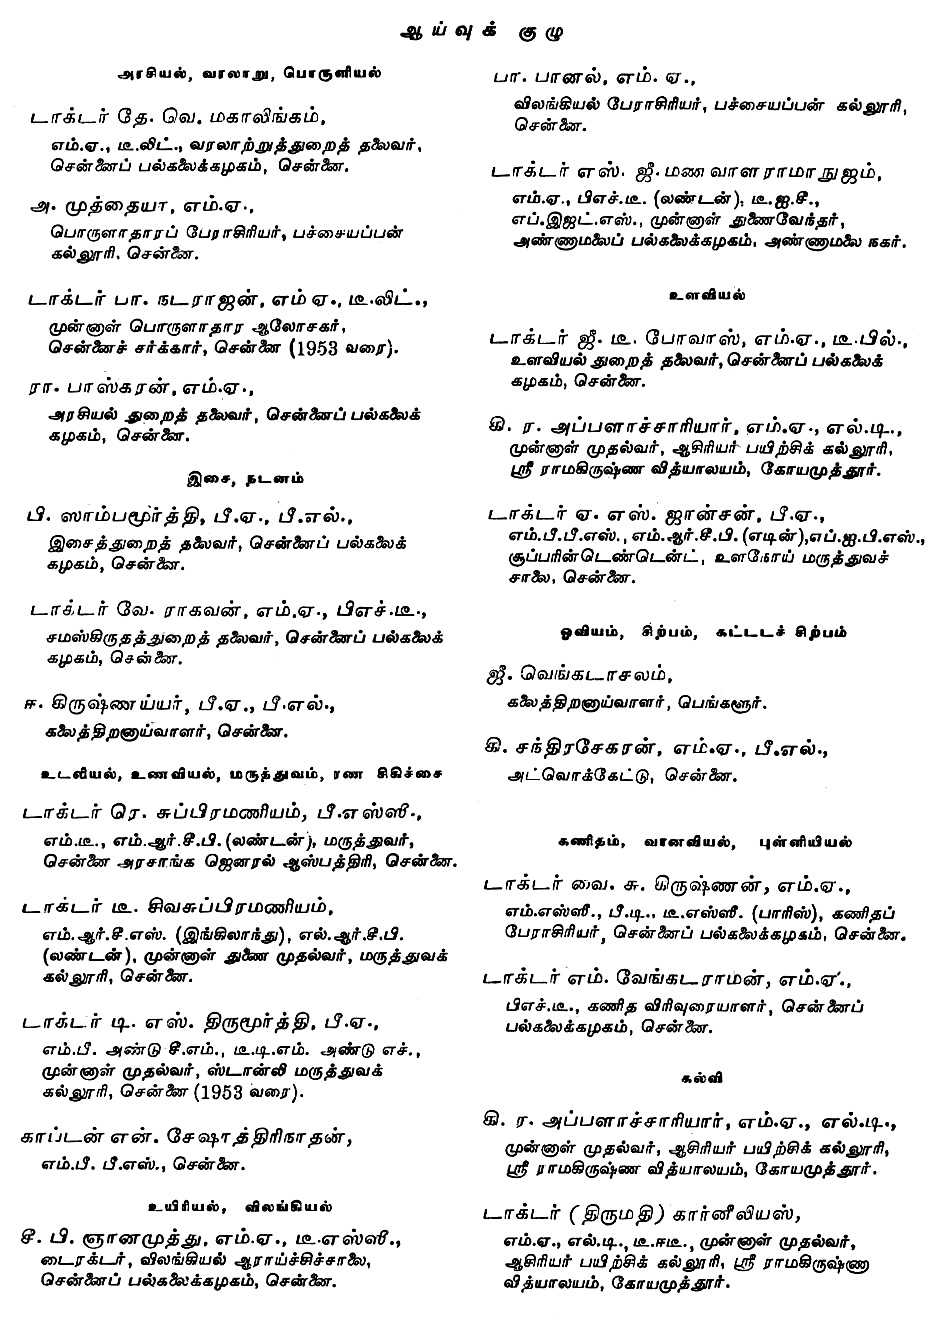 ஆய்வுக் குழு
அரசியல், வரலாறு, பொருளியல்
டாக்டர் தே. வெ. மகாலிங்கம்,
எம்.ஏ., டீ.லிட்., வரலாற்றுத்துறைத் தலைவர்,
சென்னைப் பல்கலைக்கழகம், சென்னை.
அ. முத்தையா, எம்.ஏ.,
பொருளாதாரப் பேராசிரியர், பச்சையப்பன்
கல்லூரி, சென்னை.
டாக்டர் பா. நடராஜன், எம்.ஏ., டீ.லிட்.,
முன்னாள் பொருளாதார ஆலோசகர்,
சென்னைச் சர்க்கார், சென்னை (1953 வரை).
ரா. பாஸ்கரன், எம்.ஏ.,
அரசியல் துறைத் தலைவர், சென்னைப் பல்கலைக்
கழகம், சென்னை.
இசை, நடனம்
பி. ஸாம்பமூர்த்தி, பீ.ஏ., பீ.எல்.,
இசைத்துறைத் தலைவர், சென்னைப் பல்கலைக்
கழகம், சென்னை.
டாக்டர் வே. ராகவன், எம்.ஏ., பிஎச்.டீ.,
சமஸ்கிருதத்துறைத் தலைவர், சென்னைப் பல்கலைக்
கழகம், சென்னை.
ஈ. கிருஷ்ணய்யர், பீ.ஏ., பீ.எல்.,
கலைத்திறனாய்வாளர், சென்னை.
உடலியல், உணவியல், மருத்துவம், ரண சிகிச்சை
டாக்டர் ரெ. சுப்பிரமணியம், பீ.எஸ்ஸீ.,
எம்.டீ., எம்.ஆர்.சீ.பி. (லண்டன்), மருத்துவர்,
சென்னை அரசாங்க ஜெனரல் ஆஸ்பத்திரி, சென்னை.
டாக்டர் டீ. சிவசுப்பிரமணியம்,
எம்.ஆர்.சீ.எஸ். (இங்கிலாந்து), எல்.ஆர்.சீ.பி.
(லண்டன்), முன்னாள் துணை முதல்வர், மருத்துவக்
கல்லூரி, சென்னை.
டாக்டர் டி. எஸ். திருமூர்த்தி, பீ.ஏ.,
எம்.பீ. அண்டு சீ.எம்., டீ.டி.எம். அண்டு எச்.,
முன்னாள் முதல்வர், ஸ்டான்லி மருத்துவக்
கல்லூரி, சென்னை (1953 வரை).
காப்டன் என். சேஷாத்திரிநாதன்,
எம்.பீ. பீ.எஸ்., சென்னை.
உயிரியல், விலங்கியல்
சீ. பி. ஞானமுத்து, எம்.ஏ., டீ.எஸ்ஸீ.,
டைரக்டர், விலங்கியல் ஆராய்ச்சிச்சாலை,
சென்னைப் பல்கலைக்கழகம், சென்னை.
பா. பானல், எம். ஏ.,
விலங்கியல் பேராசிரியர், பச்சையப்பன் கல்லூரி,
சென்னை.
டாக்டர் எஸ். ஜீ. மணவாளராமாநுஜம்,
எம்.ஏ., பிஎச்.டீ. (லண்டன்), டீ.ஐ.சீ.,
எப்.இஜட்.எஸ்., முன்னாள் துணைவேந்தர்,
அண்ணாமலைப் பல்கலைக்கழகம், அண்ணாமலை நகர்.
உளவியல்
டாக்டர் ஜீ. டீ. போவாஸ், எம்.ஏ., டீ.பில்.,
உளவியல் துறைத் தலைவர், சென்னைப் பல்கலைக்
கழகம், சென்னை.
கி. ர. அப்பளாச்சாரியார், எம்.ஏ., எல்.டி.,
முன்னாள் முதல்வர், ஆசிரியர் பயிற்சிக் கல்லூரி,
ஸ்ரீ ராமகிருஷ்ண வித்யாலயம், கோயமுத்தூர்.
டாக்டர் ஏ. எஸ். ஜான்சன், பீ.ஏ.,
எம்.பீ.பீ.எஸ்., எம்.ஆர்.சீ.பி. (எடின்), எப்.ஐ.பி.எஸ்.,
சூப்பரின்டெண்டென்ட், உளநோய் மருத்துவச்
சாலை, சென்னை.
ஓவியம், சிற்பம், கட்டடச் சிற்பம்
ஜீ. வெங்கடாசலம்,
கலைத்திறனாய்வாளர், பெங்களூர்.
கி. சந்திரசேகரன், எம்.ஏ., பீ.எல்.,
அட்வொக்கேட்டு, சென்னை.
கணிதம், வானவியல், புள்ளியியல்
டாக்டர் வை. சு. கிருஷ்ணன், எம்.ஏ.,
எம்.எஸ்ஸீ., பீ.டி., டீ.எஸ்ஸீ. (பாரிஸ்), கணிதப்
பேராசிரியர், சென்னைப் பல்கலைக்கழகம், சென்னை.
டாக்டர் எம். வேங்கடராமன், எம்.ஏ.,
பிஎச்.டீ., கணித விரிவுரையாளர், சென்னைப்
பல்கலைக்கழகம், சென்னை.
கல்வி
கி. ர. அப்பளாச்சாரியார், எம்.ஏ., எல்.டி.,
முன்னாள் முதல்வர், ஆசிரியர் பயிற்சிக் கல்லூரி,
ஸ்ரீ ராமகிருஷ்ண வித்யாலயம், கோயமுத்தூர்.
டாக்டர் (திருமதி) கார்னீலியஸ்,
எம்.ஏ., எல்.டி., டீ.ஈடீ., முன்னாள் முதல்வர்,
ஆசிரியர் பயிற்சிக் கல்லூரி, ஸ்ரீ ராமகிருஷ்ண
வித்யாலயம், கோயமுத்தூர்.